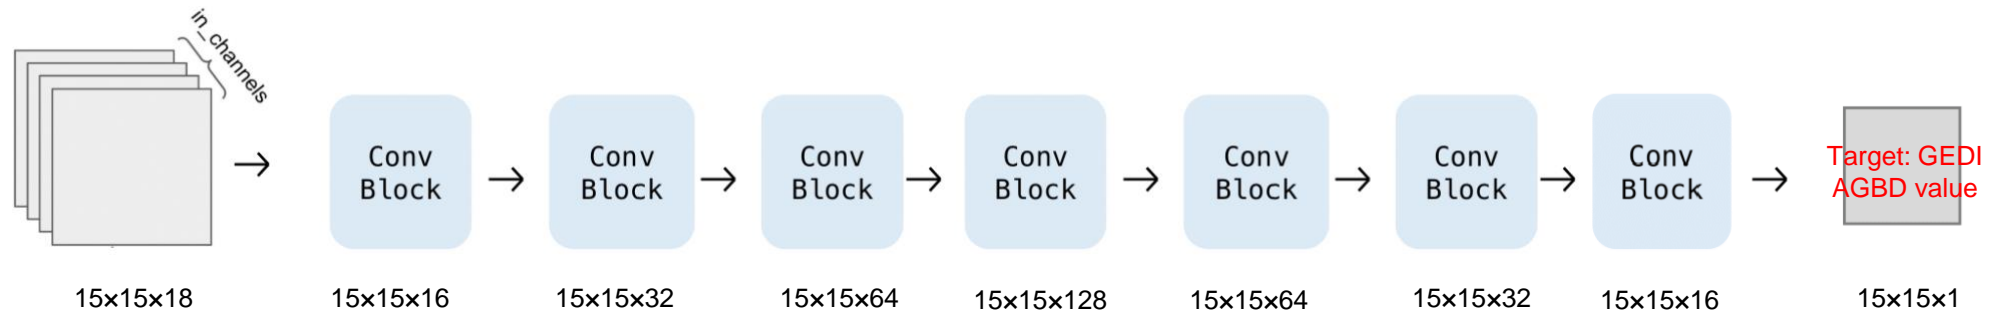 in_channels
Conv
Block
Conv
Block
Conv
Block
Conv
Block
Conv
Block
Conv
Block
Conv
Block
Target: GEDI
AGBD value
15×15×18
15×15×16
15×15×32
15×15×64
15×15×128
15×15×64
15×15×32
15×15×16
15×15×1